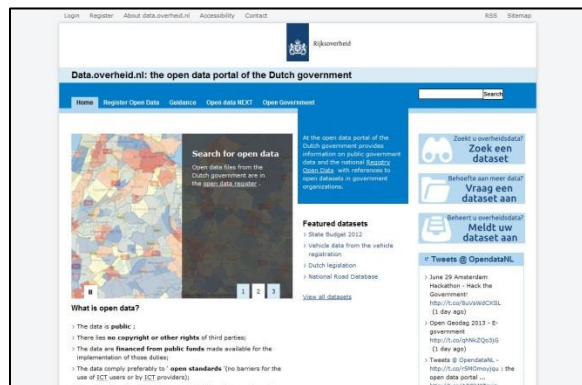 Login Register About data.overheid.nl Accessibility Contact
RSS Sitemap
Rijksoverheid
Data.overheid.nl: the open data portal of the Dutch government
Home Register Open Data Guidance Open data NEXT Open Government
Search
Search for open data
Open data files from the
Dutch government are in
the open data register .
1 2 3
At the open data portal of the
Dutch government provides
information on public government
data and the national Registry
Open Data with references to
open datasets in government
organizations.
Featured datasets
State Budget 2012
Vehicle data from the vehicle
registration
Dutch legislation
National Road Database
View all datasets
What is open data?
The data is public ;
There lies no copyright or other rights of third parties;
The data are financed from public funds made available for the
implementation of those duties;
The data comply preferably to ' open standards '(no barriers for the
use of ICT users or by ICT providers);
Zoekt u overheidsdata?
Zoek een
dataset
Behoefte aan meer data?
Vraag een
dataset aan
Beheert u overheidsdata?
Meldt uw
dataset aan
Tweets @ OpendataNL
June 29 Amsterdam
Hackathon - Hack the
Government!
(1 day ago)
Open Geodag 2013 - E-
government
(1 day ago)
Tweets @ OpendataNL -
: the
open data portal ...